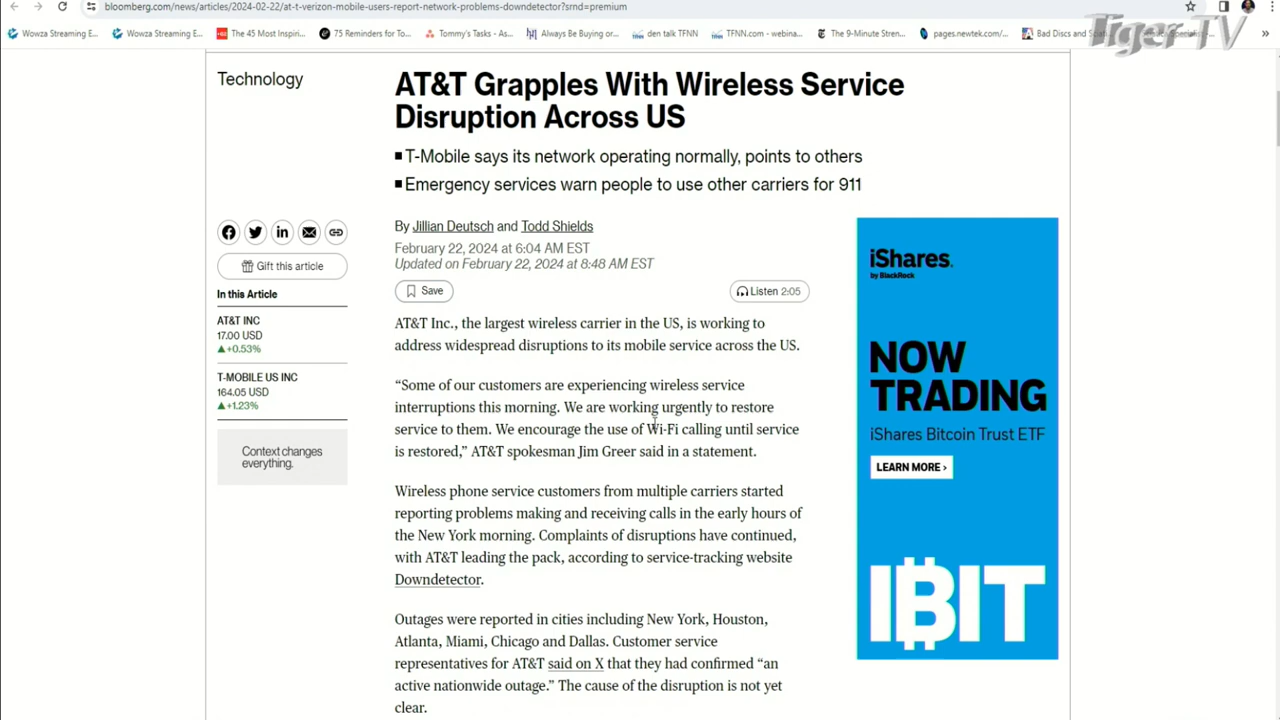 bloomberg.com/news/articles/2024-02-22/at-t-verizon-mobile-users-report-network-problems-downdetector?srnd=premium
Wowza Streaming E...
Wowza Streaming E...
The 45 Most Inspiri...
75 Reminders for To...
Tommy's Tasks - As...
Always Be Buying or...
den talk TFNN
TFNN.com - webina...
The 9-Minute Stren...
pages.newtek.com/...
Bad Discs and Sciati...
Tiger TV
Technology
AT&T Grapples With Wireless Service
Disruption Across US
■ T-Mobile says its network operating normally, points to others
■ Emergency services warn people to use other carriers for 911
By Jillian Deutsch and Todd Shields
February 22, 2024 at 6:04 AM EST
Updated on February 22, 2024 at 8:48 AM EST
Gift this article
Save
Listen 2:05
In this Article
AT&T INC
17.00 USD
▲+0.53%
T-MOBILE US INC
164.05 USD
▲+1.23%
Context changes
everything.
AT&T Inc., the largest wireless carrier in the US, is working to
address widespread disruptions to its mobile service across the US.
“Some of our customers are experiencing wireless service
interruptions this morning. We are working urgently to restore
service to them. We encourage the use of Wi-Fi calling until service
is restored,” AT&T spokesman Jim Greer said in a statement.
Wireless phone service customers from multiple carriers started
reporting problems making and receiving calls in the early hours of
the New York morning. Complaints of disruptions have continued,
with AT&T leading the pack, according to service-tracking website
Downdetector.
Outages were reported in cities including New York, Houston,
Atlanta, Miami, Chicago and Dallas. Customer service
representatives for AT&T said on X that they had confirmed “an
active nationwide outage.” The cause of the disruption is not yet
clear.
iShares.
by BlackRock
NOW
TRADING
iShares Bitcoin Trust ETF
LEARN MORE ›
IBIT